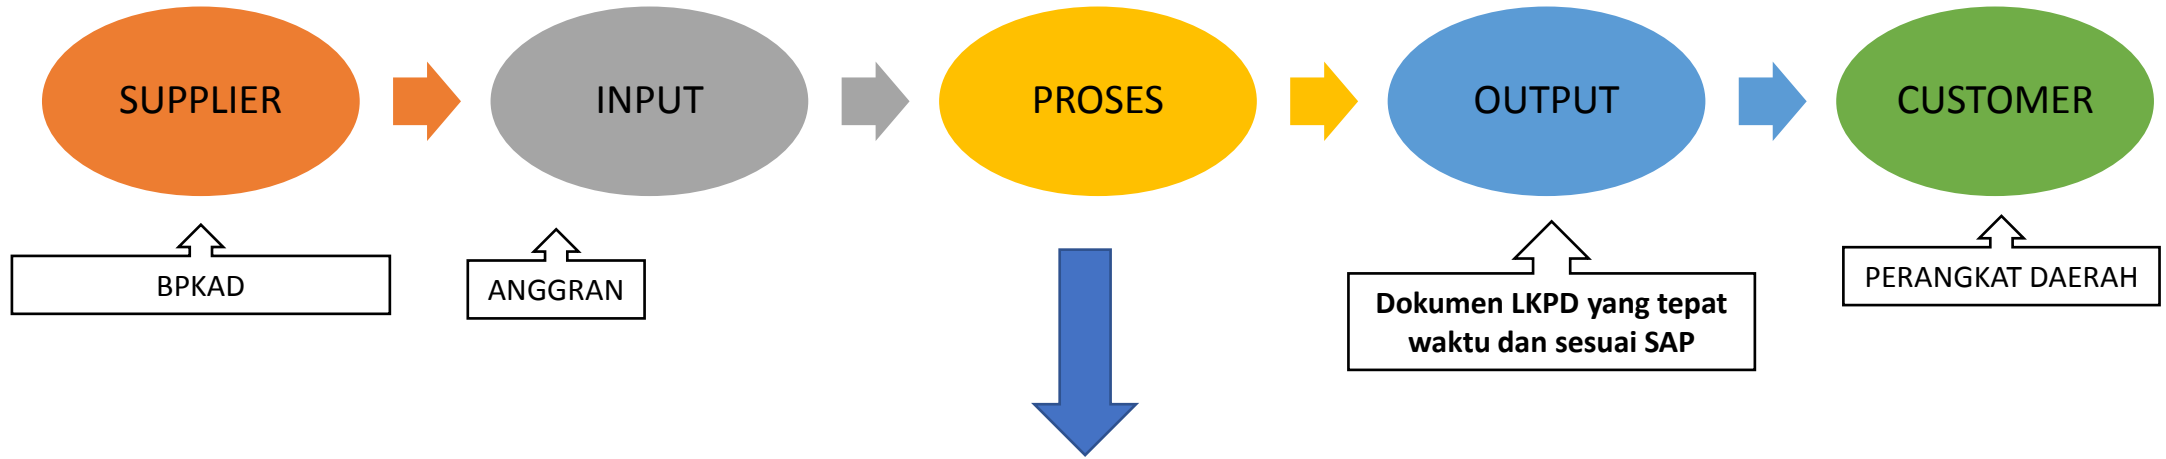 SUPPLIER
INPUT
PROSES
OUTPUT
CUSTOMER
BPKAD
ANGGRAN
Dokumen LKPD yang tepat
waktu dan sesuai SAP
PERANGKAT DAERAH